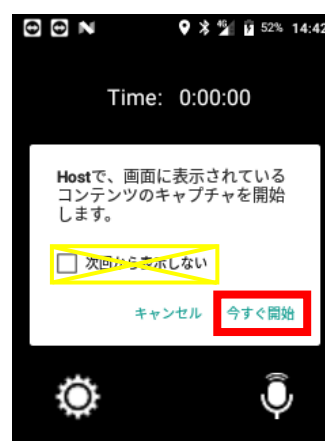 4G 52% 14:42
Time: 0:00:00
Hostで、画面に表示されている
コンテンツのキャプチャを開始
します。
次回から表示しない
キャンセル 今すぐ開始